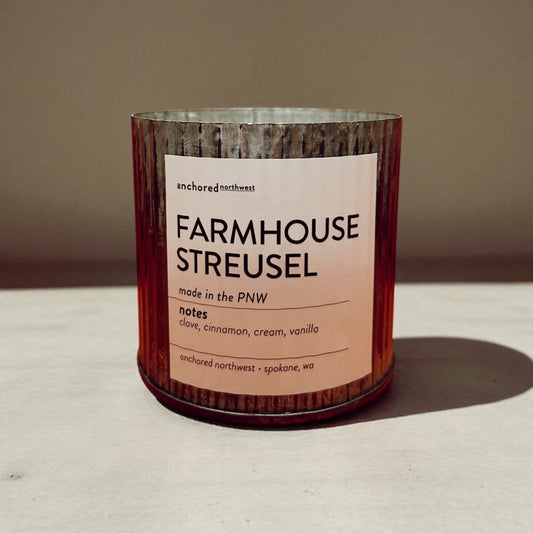 anchored northwest
FARMHOUSE
STREUSEL
made in the PNW
notes
clove, cinnamon, cream, vanilla
anchored northwest • spokane, wa